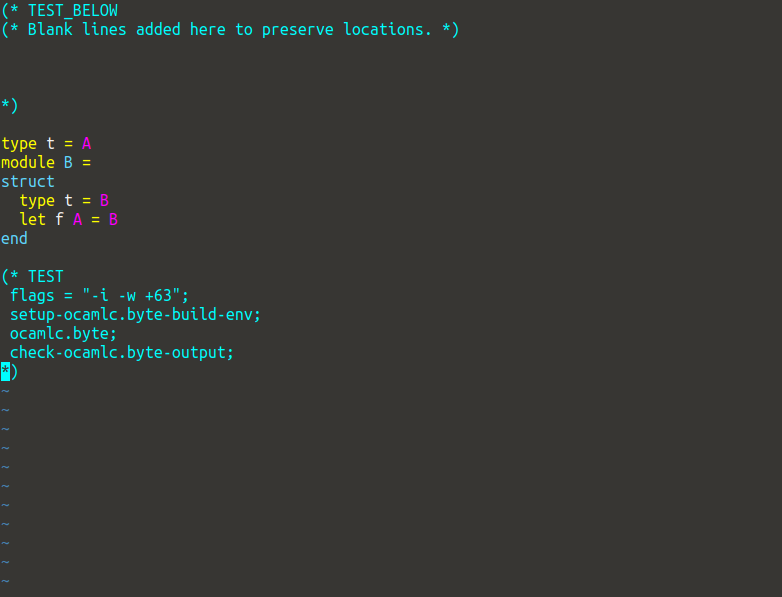 (* TEST_BELOW
(* Blank lines added here to preserve locations. *)
*)
type t = A
module B =
struct
  type t = B
  let f A = B
end
(* TEST
 flags = "-i -w +63";
 setup-ocamlc.byte-build-env;
 ocamlc.byte;
 check-ocamlc.byte-output;
*)
~
~
~
~
~
~
~
~
~
~
~